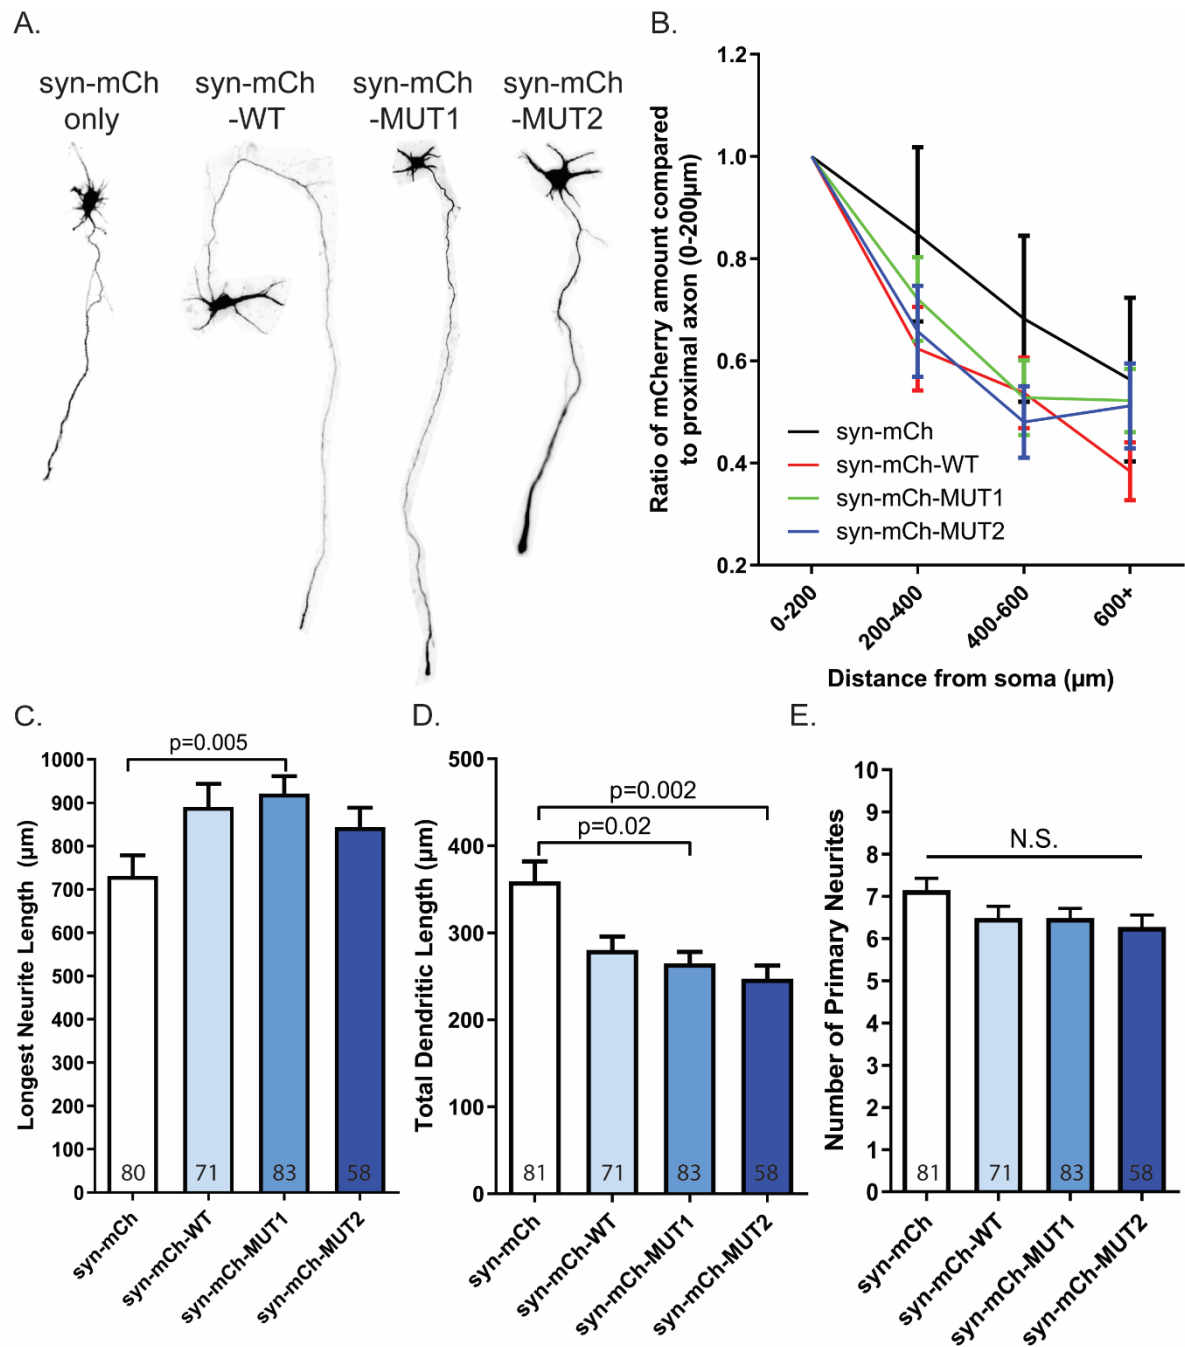 A.
syn-mCh only
syn-mCh -WT
syn-mCh -MUT1
syn-mCh -MUT2
B.
Ratio of mCherry amount compared
to proximal axon (0-200µm)
1.2
1.0
0.8
0.6
0.4
0.2
syn-mCh
syn-mCh-WT
syn-mCh-MUT1
syn-mCh-MUT2
0-200
200-400
400-600
600+
Distance from soma (µm)
C.
Longest Neurite Length (µm)
1000
900
800
700
600
500
400
300
200
100
0
p=0.005
80
71
83
58
syn-mCh
syn-mCh-WT
syn-mCh-MUT1
syn-mCh-MUT2
D.
Total Dendritic Length (µm)
500
400
300
200
100
0
p=0.002
p=0.02
81
71
83
58
syn-mCh
syn-mCh-WT
syn-mCh-MUT1
syn-mCh-MUT2
E.
Number of Primary Neurites
10
9
8
7
6
5
4
3
2
1
0
N.S.
81
71
83
58
syn-mCh
syn-mCh-WT
syn-mCh-MUT1
syn-mCh-MUT2